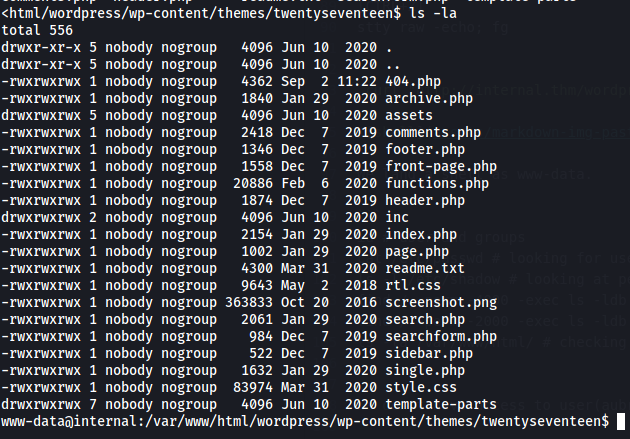 <html/wordpress/wp-content/themes/twentyseventeen$ ls -la
total 556
drwxr-xr-x 5 nobody nogroup   4096 Jun 10  2020 .
drwxr-xr-x 5 nobody nogroup   4096 Jun 10  2020 ..
-rwxrwxrwx 1 nobody nogroup   4362 Sep  2 11:22 404.php
-rwxrwxrwx 1 nobody nogroup   1840 Jan 29  2020 archive.php
drwxrwxrwx 5 nobody nogroup   4096 Jun 10  2020 assets
-rwxrwxrwx 1 nobody nogroup   2418 Dec  7  2019 comments.php
-rwxrwxrwx 1 nobody nogroup   1346 Dec  7  2019 footer.php
-rwxrwxrwx 1 nobody nogroup   1558 Dec  7  2019 front-page.php
-rwxrwxrwx 1 nobody nogroup  20886 Feb  6  2020 functions.php
-rwxrwxrwx 1 nobody nogroup   1874 Dec  7  2019 header.php
drwxrwxrwx 2 nobody nogroup   4096 Jun 10  2020 inc
-rwxrwxrwx 1 nobody nogroup   2154 Jan 29  2020 index.php
-rwxrwxrwx 1 nobody nogroup   1002 Jan 29  2020 page.php
-rwxrwxrwx 1 nobody nogroup   4300 Mar 31  2020 readme.txt
-rwxrwxrwx 1 nobody nogroup   9643 May  2  2018 rtl.css
-rwxrwxrwx 1 nobody nogroup 363833 Oct 20  2016 screenshot.png
-rwxrwxrwx 1 nobody nogroup   2061 Jan 29  2020 search.php
-rwxrwxrwx 1 nobody nogroup    984 Dec  7  2019 searchform.php
-rwxrwxrwx 1 nobody nogroup    522 Dec  7  2019 sidebar.php
-rwxrwxrwx 1 nobody nogroup   1632 Jan 29  2020 single.php
-rwxrwxrwx 1 nobody nogroup  83974 Mar 31  2020 style.css
drwxrwxrwx 7 nobody nogroup   4096 Jun 10  2020 template-parts
www-data@internal:/var/www/html/wordpress/wp-content/themes/twentyseventeen$